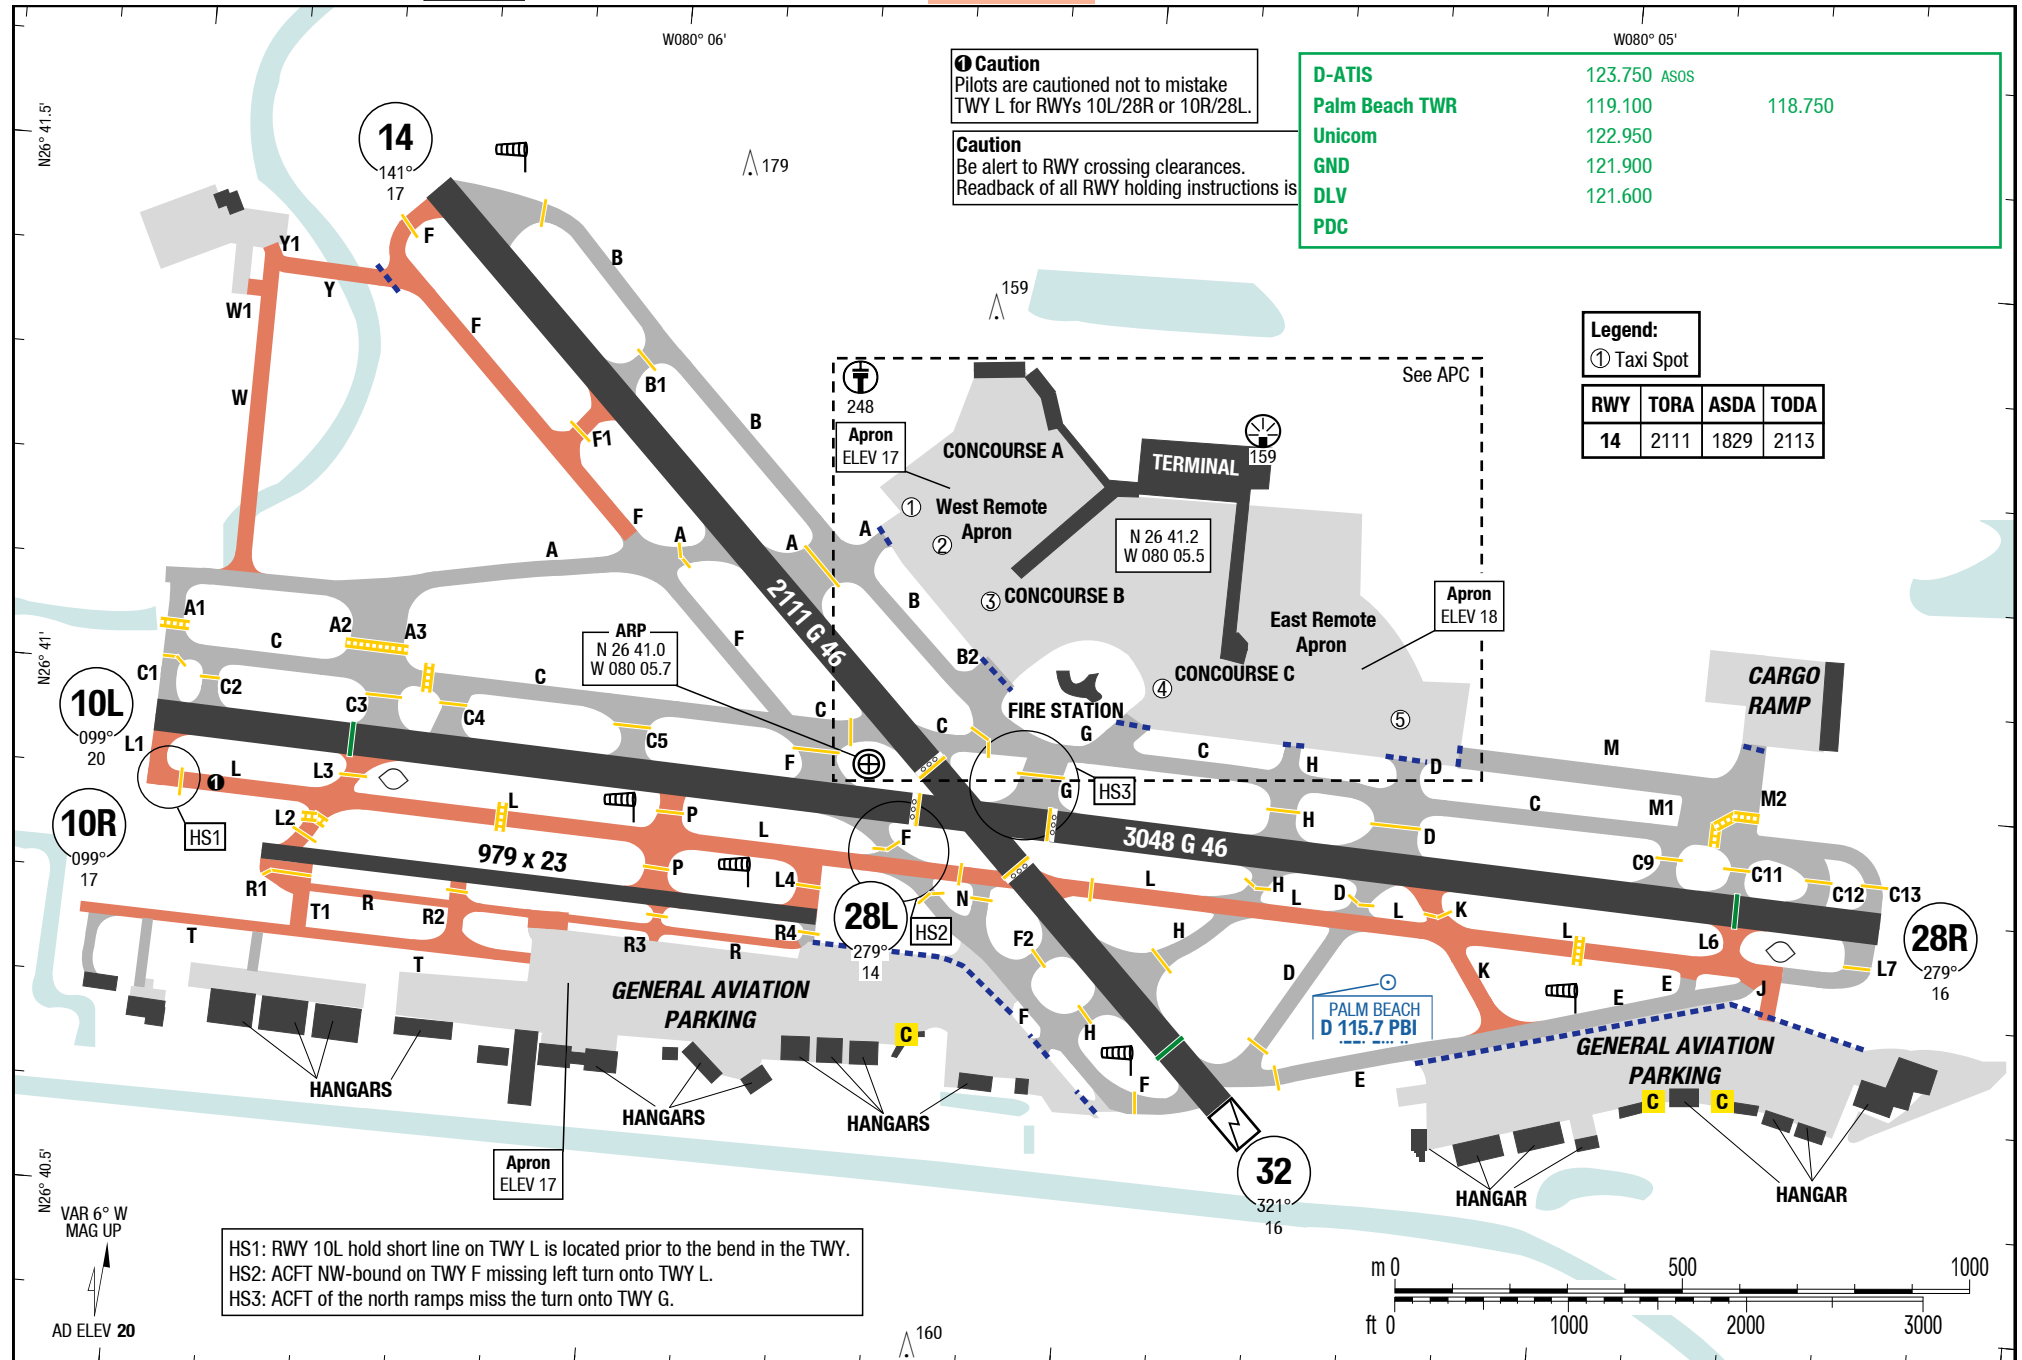 W080° 06'
W080° 05'
N26° 41.5'
N26° 41'
N26° 40.5'
❶ Caution
Pilots are cautioned not to mistake
TWY L for RWYs 10L/28R or 10R/28L.
Caution
Be alert to RWY crossing clearances.
Readback of all RWY holding instructions is
D-ATIS 123.750 ASOS
Palm Beach TWR 119.100 118.750
Unicom 122.950
GND 121.900
DLV 121.600
PDC
Legend:
① Taxi Spot
RWY TORA ASDA TODA
14 2111 1829 2113
14
141°
17
179
159
F
B
Y1
Y
W1
W
F
B1
B
F1
F
A
A
A
A
See APC
248
Apron
ELEV 17
CONCOURSE A
TERMINAL
159
① West Remote
Apron
②
N 26 41.2
W 080 05.5
③ CONCOURSE B
East Remote
Apron
Apron
ELEV 18
B
B2
CONCOURSE C
④
⑤
FIRE STATION
CARGO
RAMP
2111 G 46
ARP
N 26 41.0
W 080 05.7
A1
A2
A3
C
C1
C2
C3
C
C4
C5
F
C
F
C
G
C
H
D
M
C
M1
M2
10L
099°
20
L1
L
❶
L3
HS1
L2
L
P
L
F
G
HS3
H
D
3048 G 46
C9
C11
C12
C13
10R
099°
17
979 x 23
P
L4
R1
T1
R
R2
R3
R
R4
T
T
28L
279°
14
HS2
N
F2
L
H
L
D
L
K
H
D
K
L
L6
L7
E
E
J
28R
279°
16
GENERAL AVIATION
PARKING
C
F
H
F
E
PALM BEACH
D 115.7 PBI
GENERAL AVIATION
PARKING
C
C
HANGARS
HANGARS
HANGARS
HANGAR
HANGAR
Apron
ELEV 17
32
321°
16
VAR 6° W
MAG UP
AD ELEV 20
HS1: RWY 10L hold short line on TWY L is located prior to the bend in the TWY.
HS2: ACFT NW-bound on TWY F missing left turn onto TWY L.
HS3: ACFT of the north ramps miss the turn onto TWY G.
160
m 0 500 1000
ft 0 1000 2000 3000